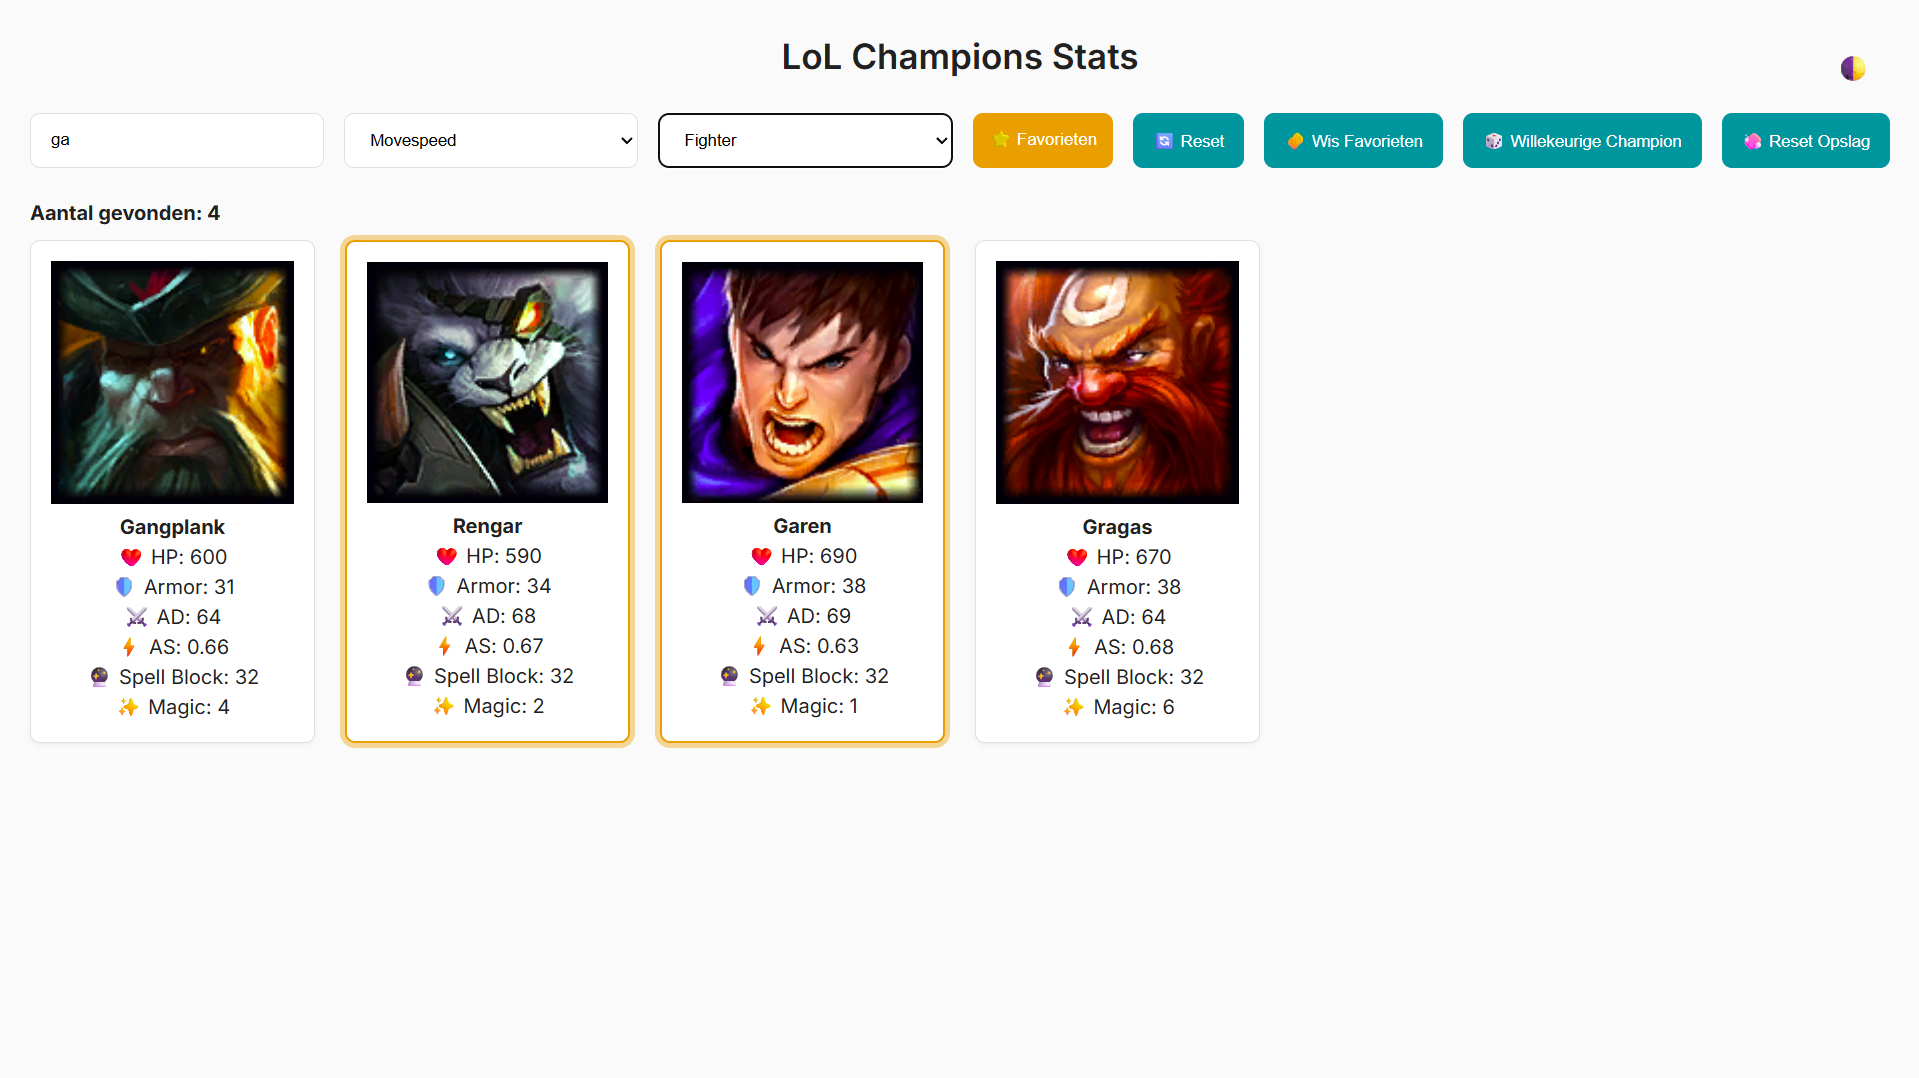 LoL Champions Stats
ga
Movespeed
Fighter
Favorieten
Reset
Wis Favorieten
Willekeurige Champion
Reset Opslag
Aantal gevonden: 4
Gangplank
HP: 600
Armor: 31
AD: 64
AS: 0.66
Spell Block: 32
Magic: 4
Rengar
HP: 590
Armor: 34
AD: 68
AS: 0.67
Spell Block: 32
Magic: 2
Garen
HP: 690
Armor: 38
AD: 69
AS: 0.63
Spell Block: 32
Magic: 1
Gragas
HP: 670
Armor: 38
AD: 64
AS: 0.68
Spell Block: 32
Magic: 6